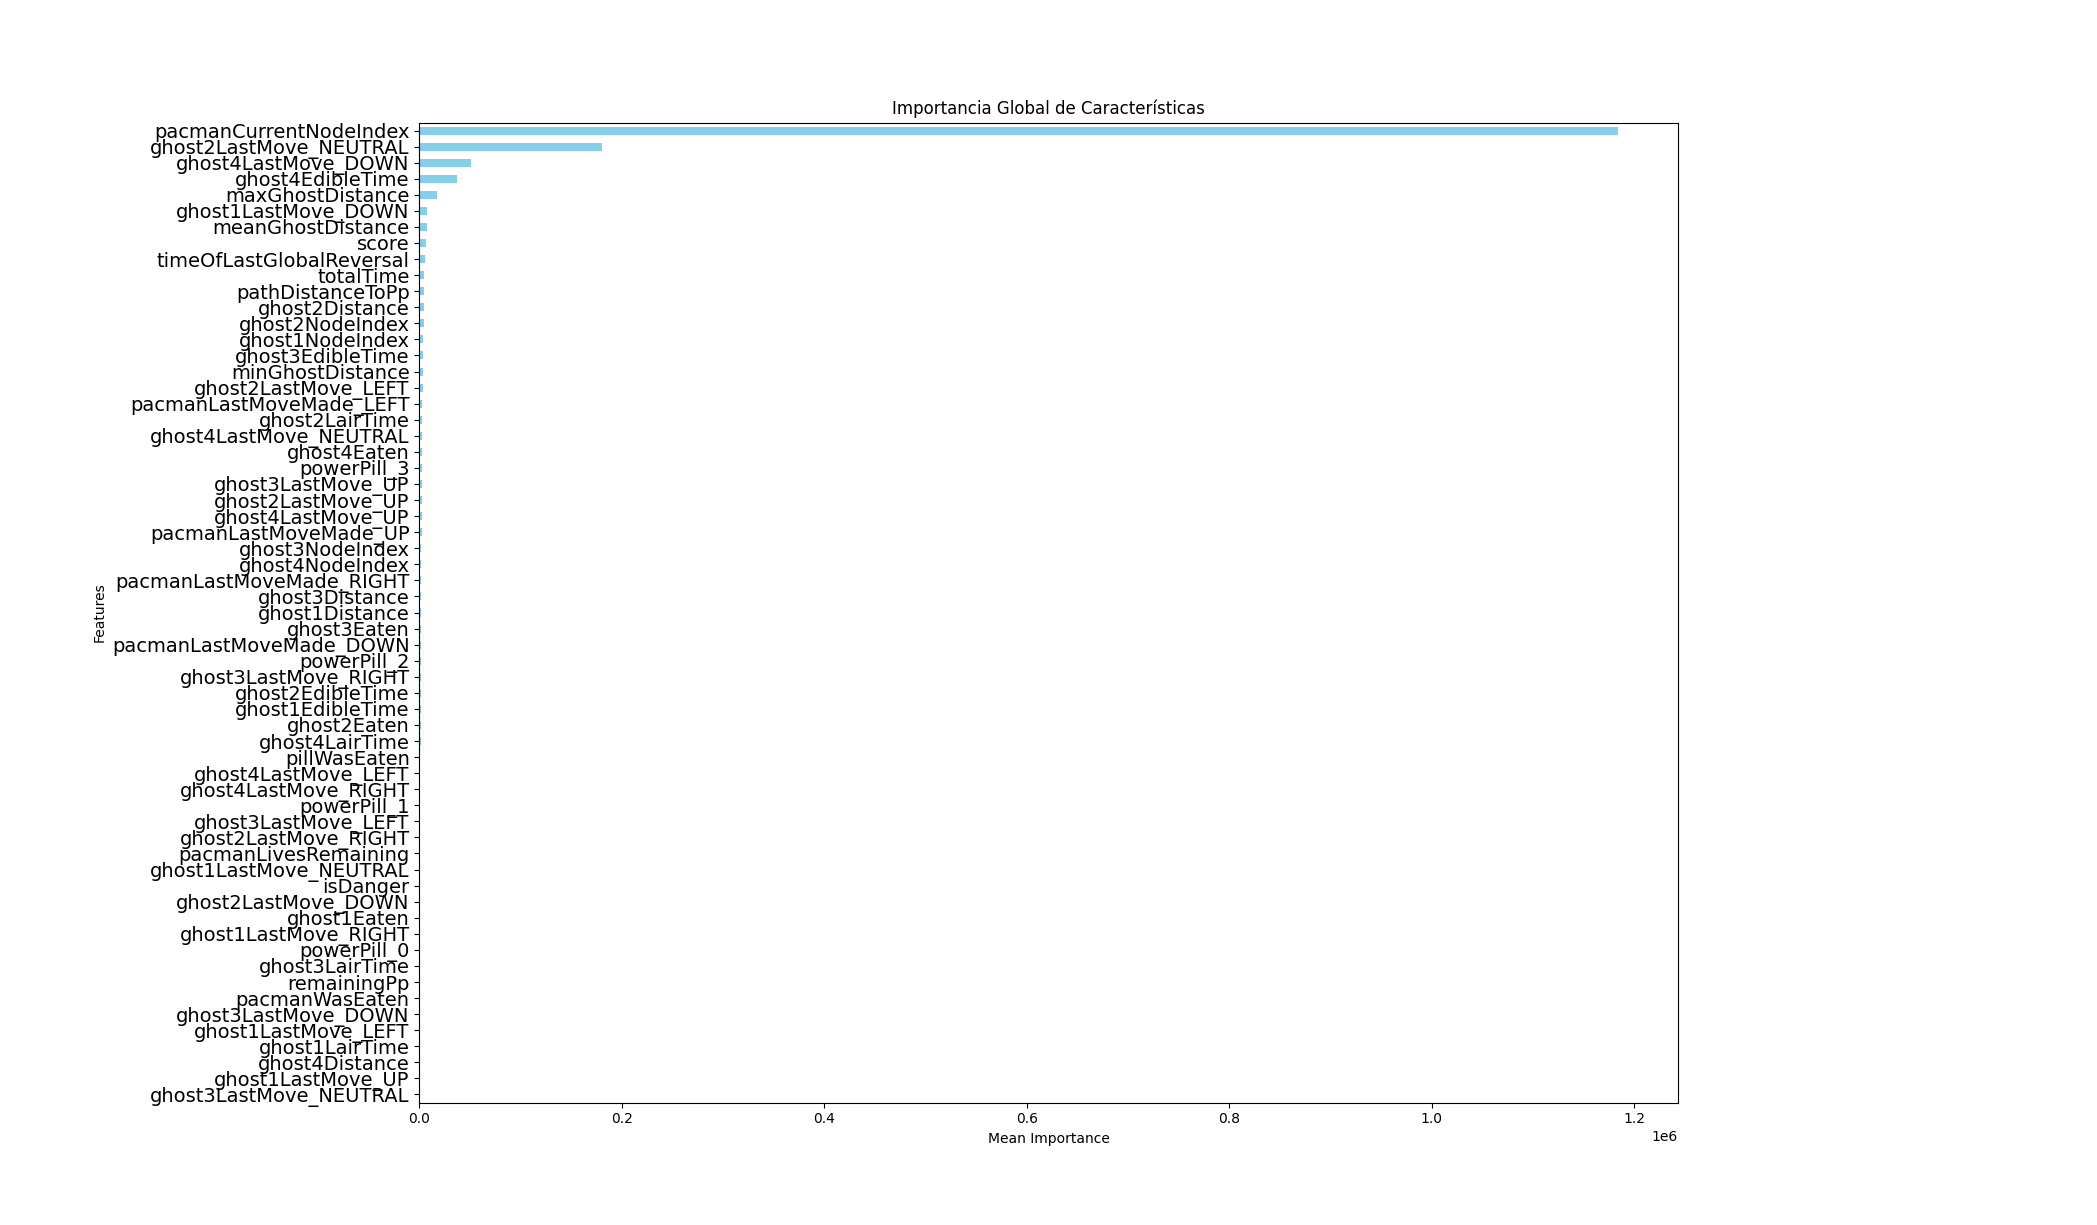 Importancia Global de Características
pacmanCurrentNodeIndex
ghost2LastMove_NEUTRAL
ghost4LastMove_DOWN
ghost4EdibleTime
maxGhostDistance
ghost1LastMove_DOWN
meanGhostDistance
score
timeOfLastGlobalReversal
totalTime
pathDistanceToPp
ghost2Distance
ghost2NodeIndex
ghost1NodeIndex
ghost3EdibleTime
minGhostDistance
ghost2LastMove_LEFT
pacmanLastMoveMade_LEFT
ghost2LairTime
ghost4LastMove_NEUTRAL
ghost4Eaten
powerPill_3
ghost3LastMove_UP
ghost2LastMove_UP
ghost4LastMove_UP
pacmanLastMoveMade_UP
ghost3NodeIndex
ghost4NodeIndex
pacmanLastMoveMade_RIGHT
ghost3Distance
ghost1Distance
ghost3Eaten
pacmanLastMoveMade_DOWN
powerPill_2
ghost3LastMove_RIGHT
ghost2EdibleTime
ghost1EdibleTime
ghost2Eaten
ghost4LairTime
pillWasEaten
ghost4LastMove_LEFT
ghost4LastMove_RIGHT
powerPill_1
ghost3LastMove_LEFT
ghost2LastMove_RIGHT
pacmanLivesRemaining
ghost1LastMove_NEUTRAL
isDanger
ghost2LastMove_DOWN
ghost1Eaten
ghost1LastMove_RIGHT
powerPill_0
ghost3LairTime
remainingPp
pacmanWasEaten
ghost3LastMove_DOWN
ghost1LastMove_LEFT
ghost1LairTime
ghost4Distance
ghost1LastMove_UP
ghost3LastMove_NEUTRAL
Features
0.0 0.2 0.4 0.6 0.8 1.0 1.2
1e6
Mean Importance